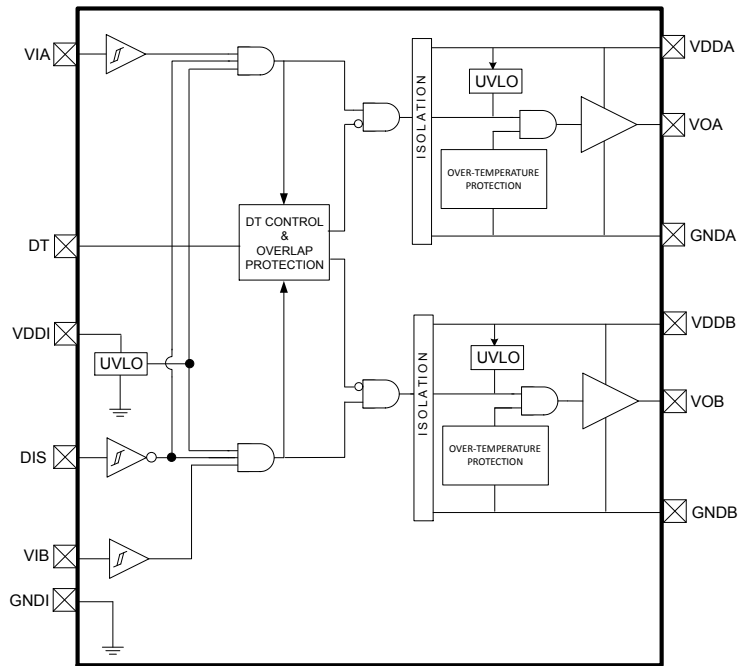 VIA
VDDA
UVLO
ISOLATION
VOA
OVER-TEMPERATURE
PROTECTION
DT
DT CONTROL
&
OVERLAP
PROTECTION
GNDA
VDDI
UVLO
VDDB
UVLO
ISOLATION
VOB
DIS
OVER-TEMPERATURE
PROTECTION
GNDB
VIB
GNDI